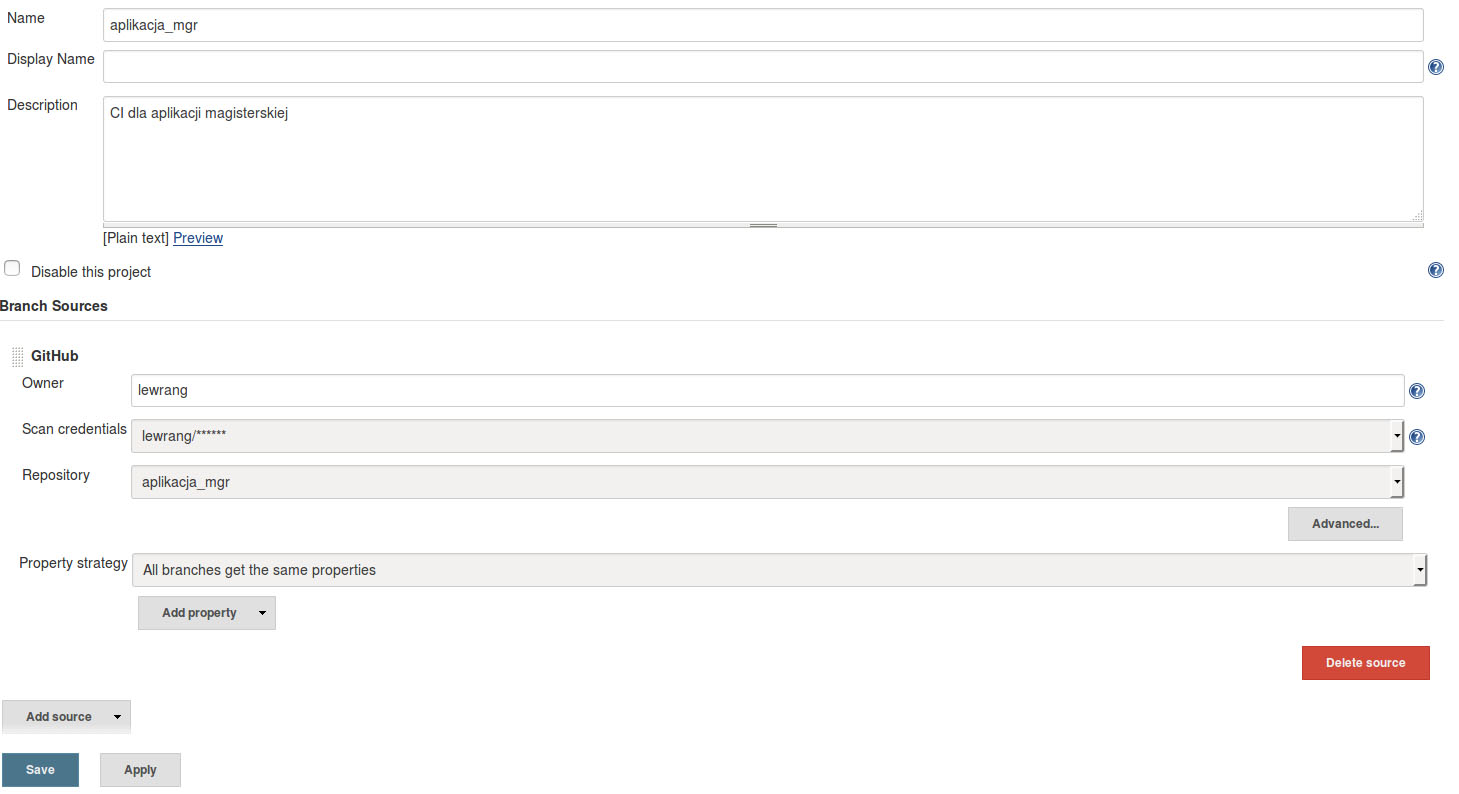 Name
aplikacja_mgr
Display Name
Description
CI dla aplikacji magisterskiej
[Plain text] Preview
Disable this project
Branch Sources
GitHub
Owner
lewrang
Scan credentials
lewrang/******
Repository
aplikacja_mgr
Advanced...
Property strategy
All branches get the same properties
Add property
Delete source
Add source
Save Apply